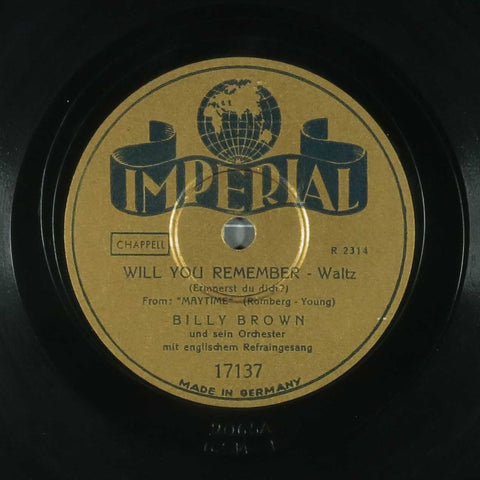 IMPERIAL
CHAPPELL
R 2314
WILL YOU REMEMBER - Waltz
(Erinnerst du dich?)
From: "MAYTIME" (Romberg - Young)
BILLY BROWN
und sein Orchester
mit englischem Refraingesang
17137
MADE IN GERMANY
2065A